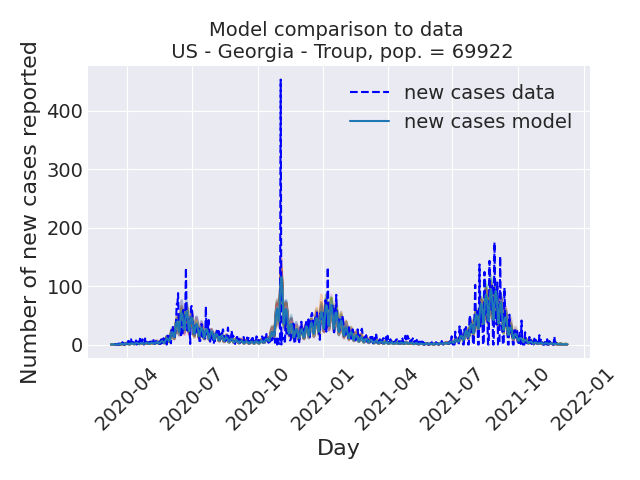 Model comparison to data
US - Georgia - Troup, pop. = 69922
Number of new cases reported
400
300
200
100
0
new cases data
new cases model
2020-04
2020-07
2020-10
2021-01
2021-04
2021-07
2021-10
2022-01
Day